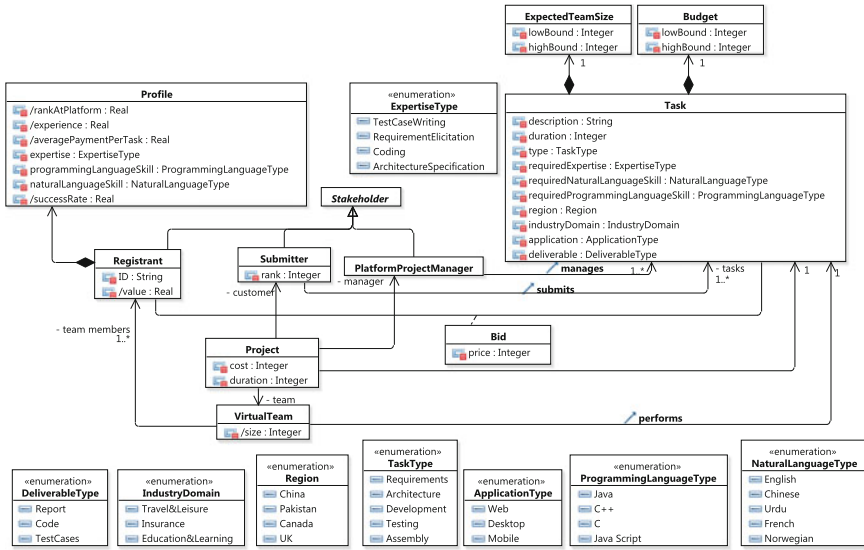 ExpectedTeamSize
lowBound : Integer
highBound : Integer
Budget
lowBound : Integer
highBound : Integer
1
1
Profile
/rankAtPlatform : Real
/experience : Real
/averagePaymentPerTask : Real
expertise : ExpertiseType
programmingLanguageSkill : ProgrammingLanguageType
naturalLanguageSkill : NaturalLanguageType
/successRate : Real
«enumeration»
ExpertiseType
TestCaseWriting
RequirementElicitation
Coding
ArchitectureSpecification
Task
description : String
duration : Integer
type : TaskType
requiredExpertise : ExpertiseType
requiredNaturalLanguageSkill : NaturalLanguageType
requiredProgrammingLanguageSkill : ProgrammingLanguageType
region : Region
industryDomain : IndustryDomain
application : ApplicationType
deliverable : DeliverableType
Stakeholder
Registrant
ID : String
/value : Real
Submitter
rank : Integer
PlatformProjectManager
- customer
- manager
manages
1..*
submits
- tasks
1..*
1
1
- team members
1..*
Bid
price : Integer
Project
cost : Integer
duration : Integer
- team
VirtualTeam
/size : Integer
performs
«enumeration»
DeliverableType
Report
Code
TestCases
«enumeration»
IndustryDomain
Travel&Leisure
Insurance
Education&Learning
«enumeration»
Region
China
Pakistan
Canada
UK
«enumeration»
TaskType
Requirements
Architecture
Development
Testing
Assembly
«enumeration»
ApplicationType
Web
Desktop
Mobile
«enumeration»
ProgrammingLanguageType
Java
C++
C
Java Script
«enumeration»
NaturalLanguageType
English
Chinese
Urdu
French
Norwegian